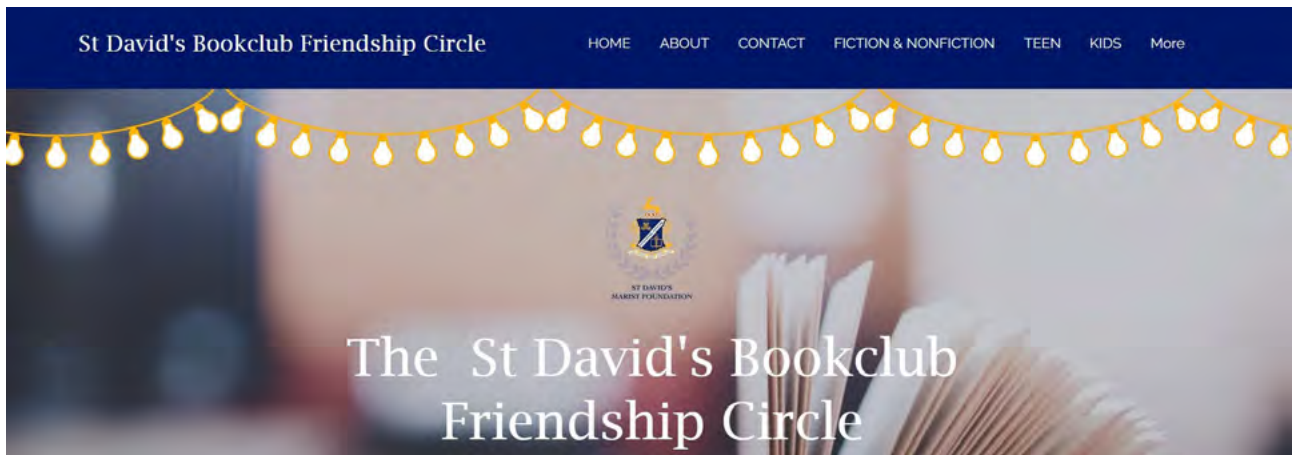 St David's Bookclub Friendship Circle
HOME ABOUT CONTACT FICTION & NONFICTION TEEN KIDS More
ST DAVID'S
MARIST FOUNDATION
The St David's Bookclub
Friendship Circle